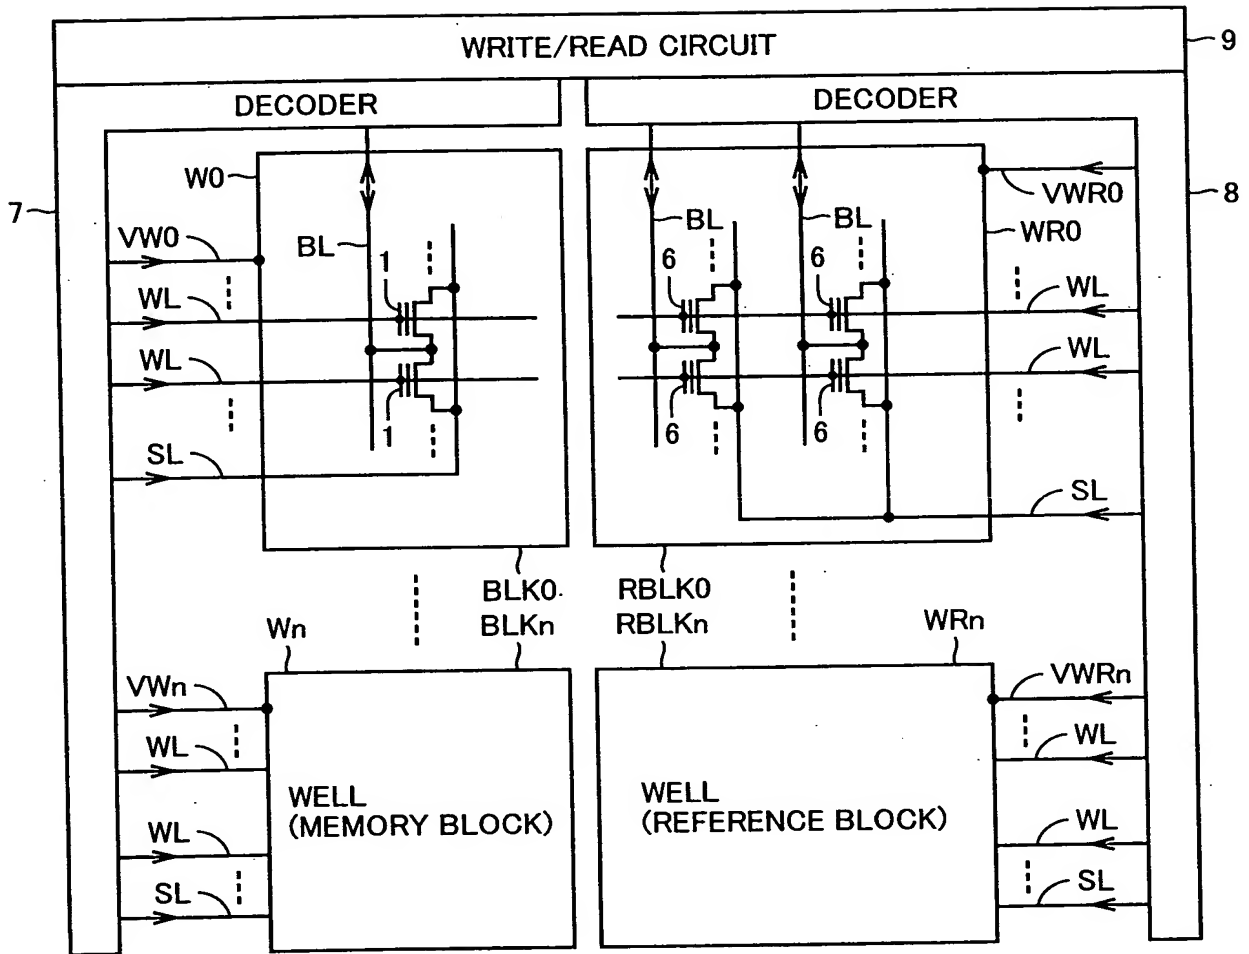 WRITE/READ CIRCUIT
9
DECODER
DECODER
7
8
W0
VWR0
WR0
VW0
BL
BL
BL
1
6
6
WL
WL
WL
WL
1
6
6
SL
SL
BLK0
RBLK0
BLKn
RBLKn
Wn
WRn
VWn
VWRn
WL
WL
WELL
(MEMORY BLOCK)
WELL
(REFERENCE BLOCK)
WL
WL
SL
SL